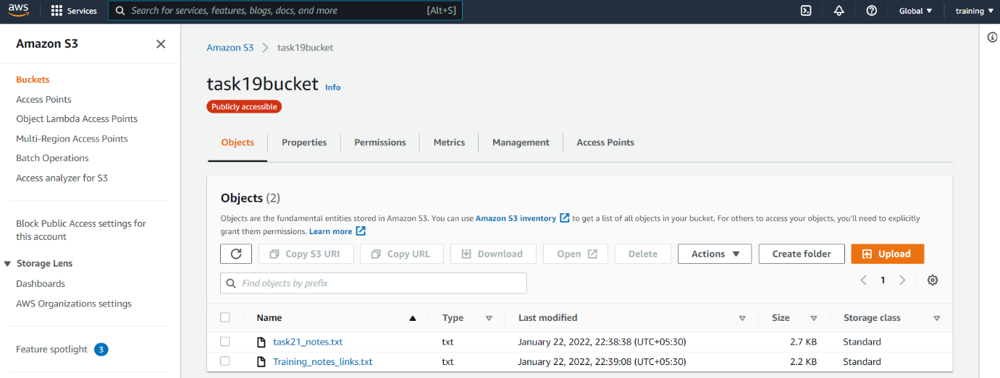 aws Services Search for services, features, blogs, docs, and more [Alt+S] Global training
Amazon S3
Buckets
Access Points
Object Lambda Access Points
Multi-Region Access Points
Batch Operations
Access analyzer for S3
Block Public Access settings for
this account
Storage Lens
Dashboards
AWS Organizations settings
Feature spotlight 3
Amazon S3 task19bucket
task19bucket Info
Publicly accessible
Objects Properties Permissions Metrics Management Access Points
Objects (2)
Objects are the fundamental entities stored in Amazon S3. You can use Amazon S3 inventory to get a list of all objects in your bucket. For others to access your objects, you'll need to explicitly
grant them permissions. Learn more
Copy S3 URI Copy URL Download Open Delete Actions Create folder Upload
Find objects by prefix 1
Name Type Last modified Size Storage class
task21_notes.txt txt January 22, 2022, 22:38:38 (UTC+05:30) 2.7 KB Standard
Training_notes_links.txt txt January 22, 2022, 22:39:08 (UTC+05:30) 2.2 KB Standard